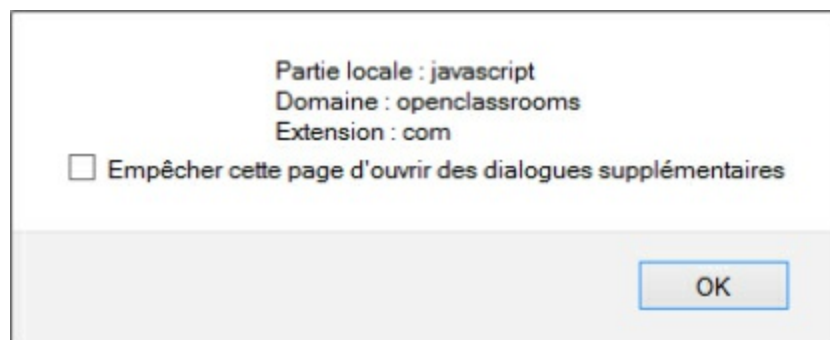 Partie locale : javascript
Domaine : openclassrooms
Extension : com
Empêcher cette page d'ouvrir des dialogues supplémentaires
OK